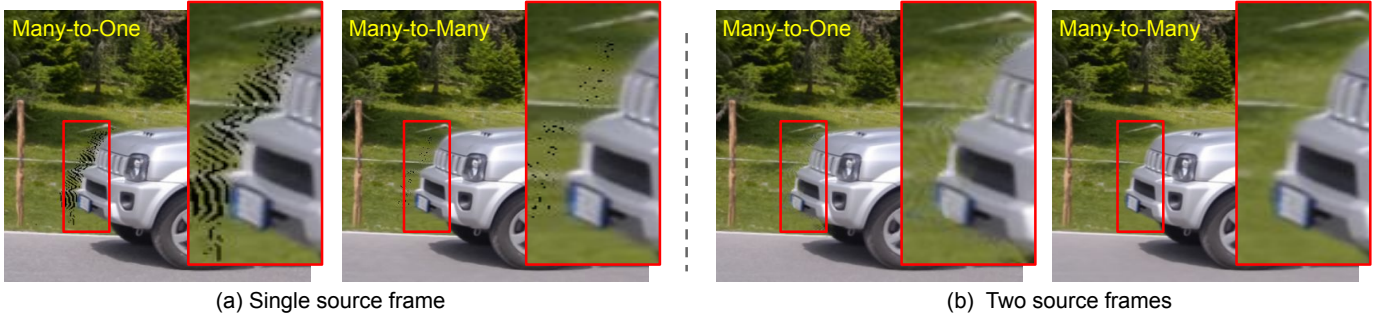 Many-to-One
Many-to-Many
Many-to-One
Many-to-Many
(a) Single source frame
(b) Two source frames